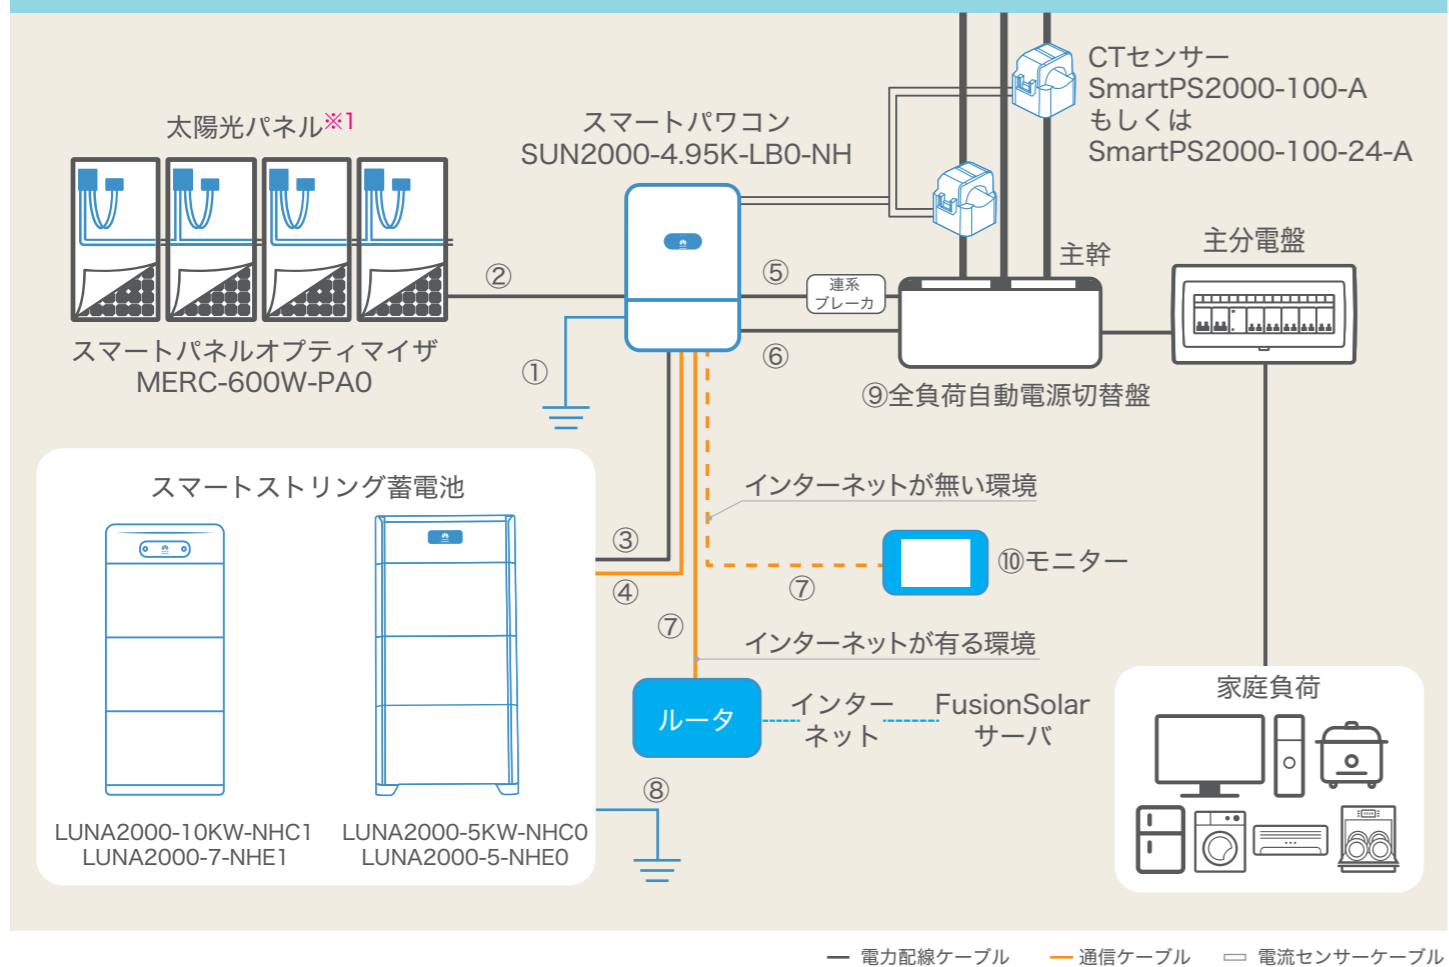 CTセンサー
SmartPS2000-100-A
もしくは
SmartPS2000-100-24-A
太陽光パネル※1
スマートパワコン
SUN2000-4.95K-LB0-NH
主幹
主分電盤
②
⑤
連系
ブレーカ
⑥
①
スマートパネルオプティマイザ
MERC-600W-PA0
⑨全負荷自動電源切替盤
スマートストリング蓄電池
インターネットが無い環境
③
④
⑩モニター
⑦
⑦
インターネットが有る環境
ルータ
インター
ネット
FusionSolar
サーバ
家庭負荷
⑧
LUNA2000-10KW-NHC1
LUNA2000-7-NHE1
LUNA2000-5KW-NHC0
LUNA2000-5-NHE0
電力配線ケーブル
通信ケーブル
電流センサーケーブル